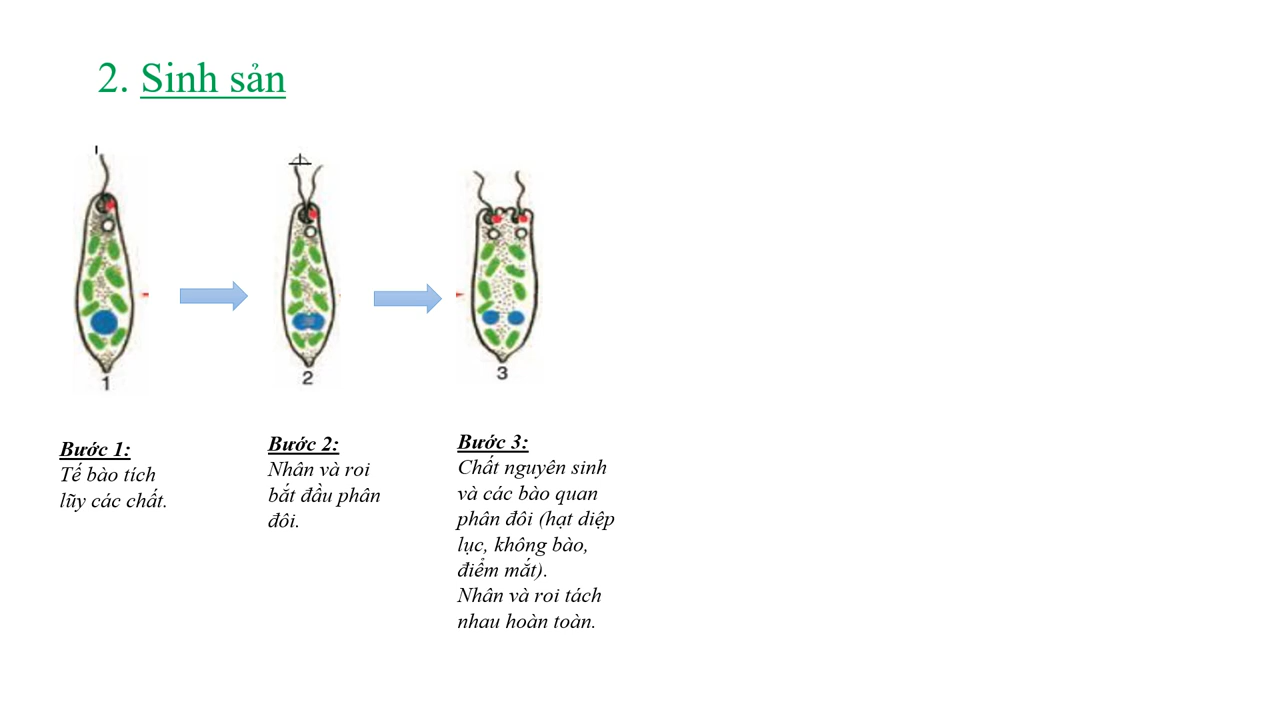 2. Sinh sản
1
2
3
Bước 1:
Tế bào tích
lũy các chất.
Bước 2:
Nhân và roi
bắt đầu phân
đôi.
Bước 3:
Chất nguyên sinh
và các bào quan
phân đôi (hạt diệp
lục, không bào,
điểm mắt).
Nhân và roi tách
nhau hoàn toàn.